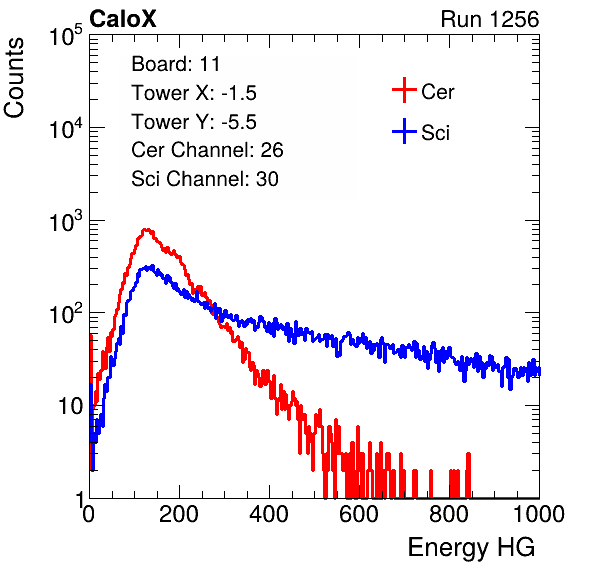 CaloX Run 1256
Counts
10^5
10^4
10^3
10^2
10
1
Board: 11
Tower X: -1.5
Tower Y: -5.5
Cer Channel: 26
Sci Channel: 30
Cer
Sci
0 200 400 600 800 1000
Energy HG